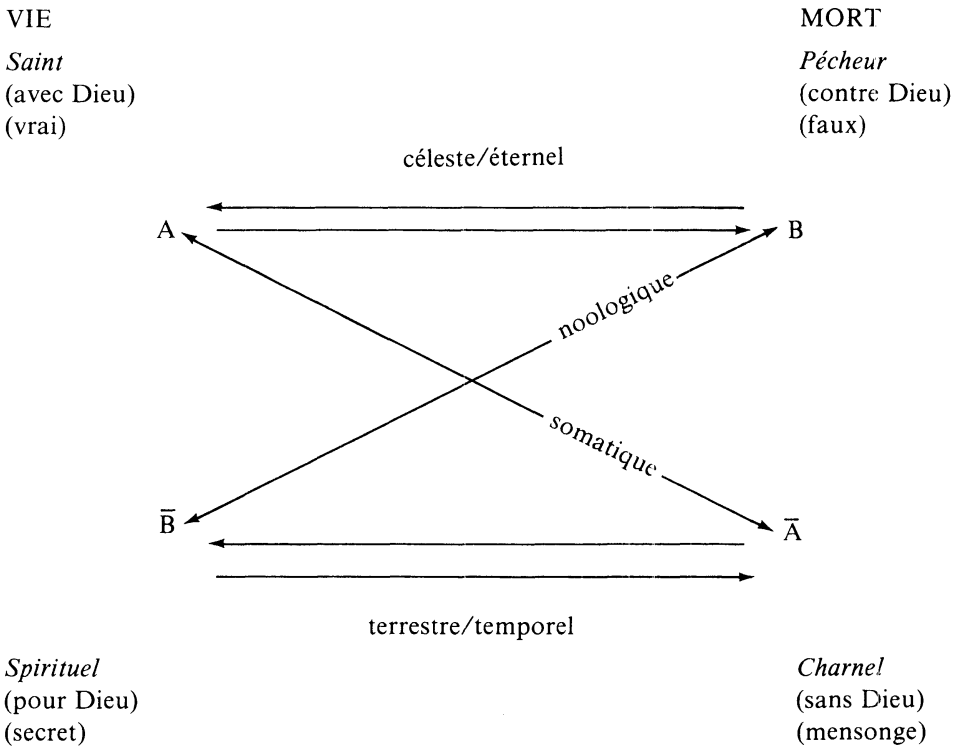 VIE
MORT
Saint
(avec Dieu)
(vrai)
Pécheur
(contre Dieu)
(faux)
céleste/éternel
A
B
noologique
somatique
B̅
A̅
terrestre/temporel
Spirituel
(pour Dieu)
(secret)
Charnel
(sans Dieu)
(mensonge)